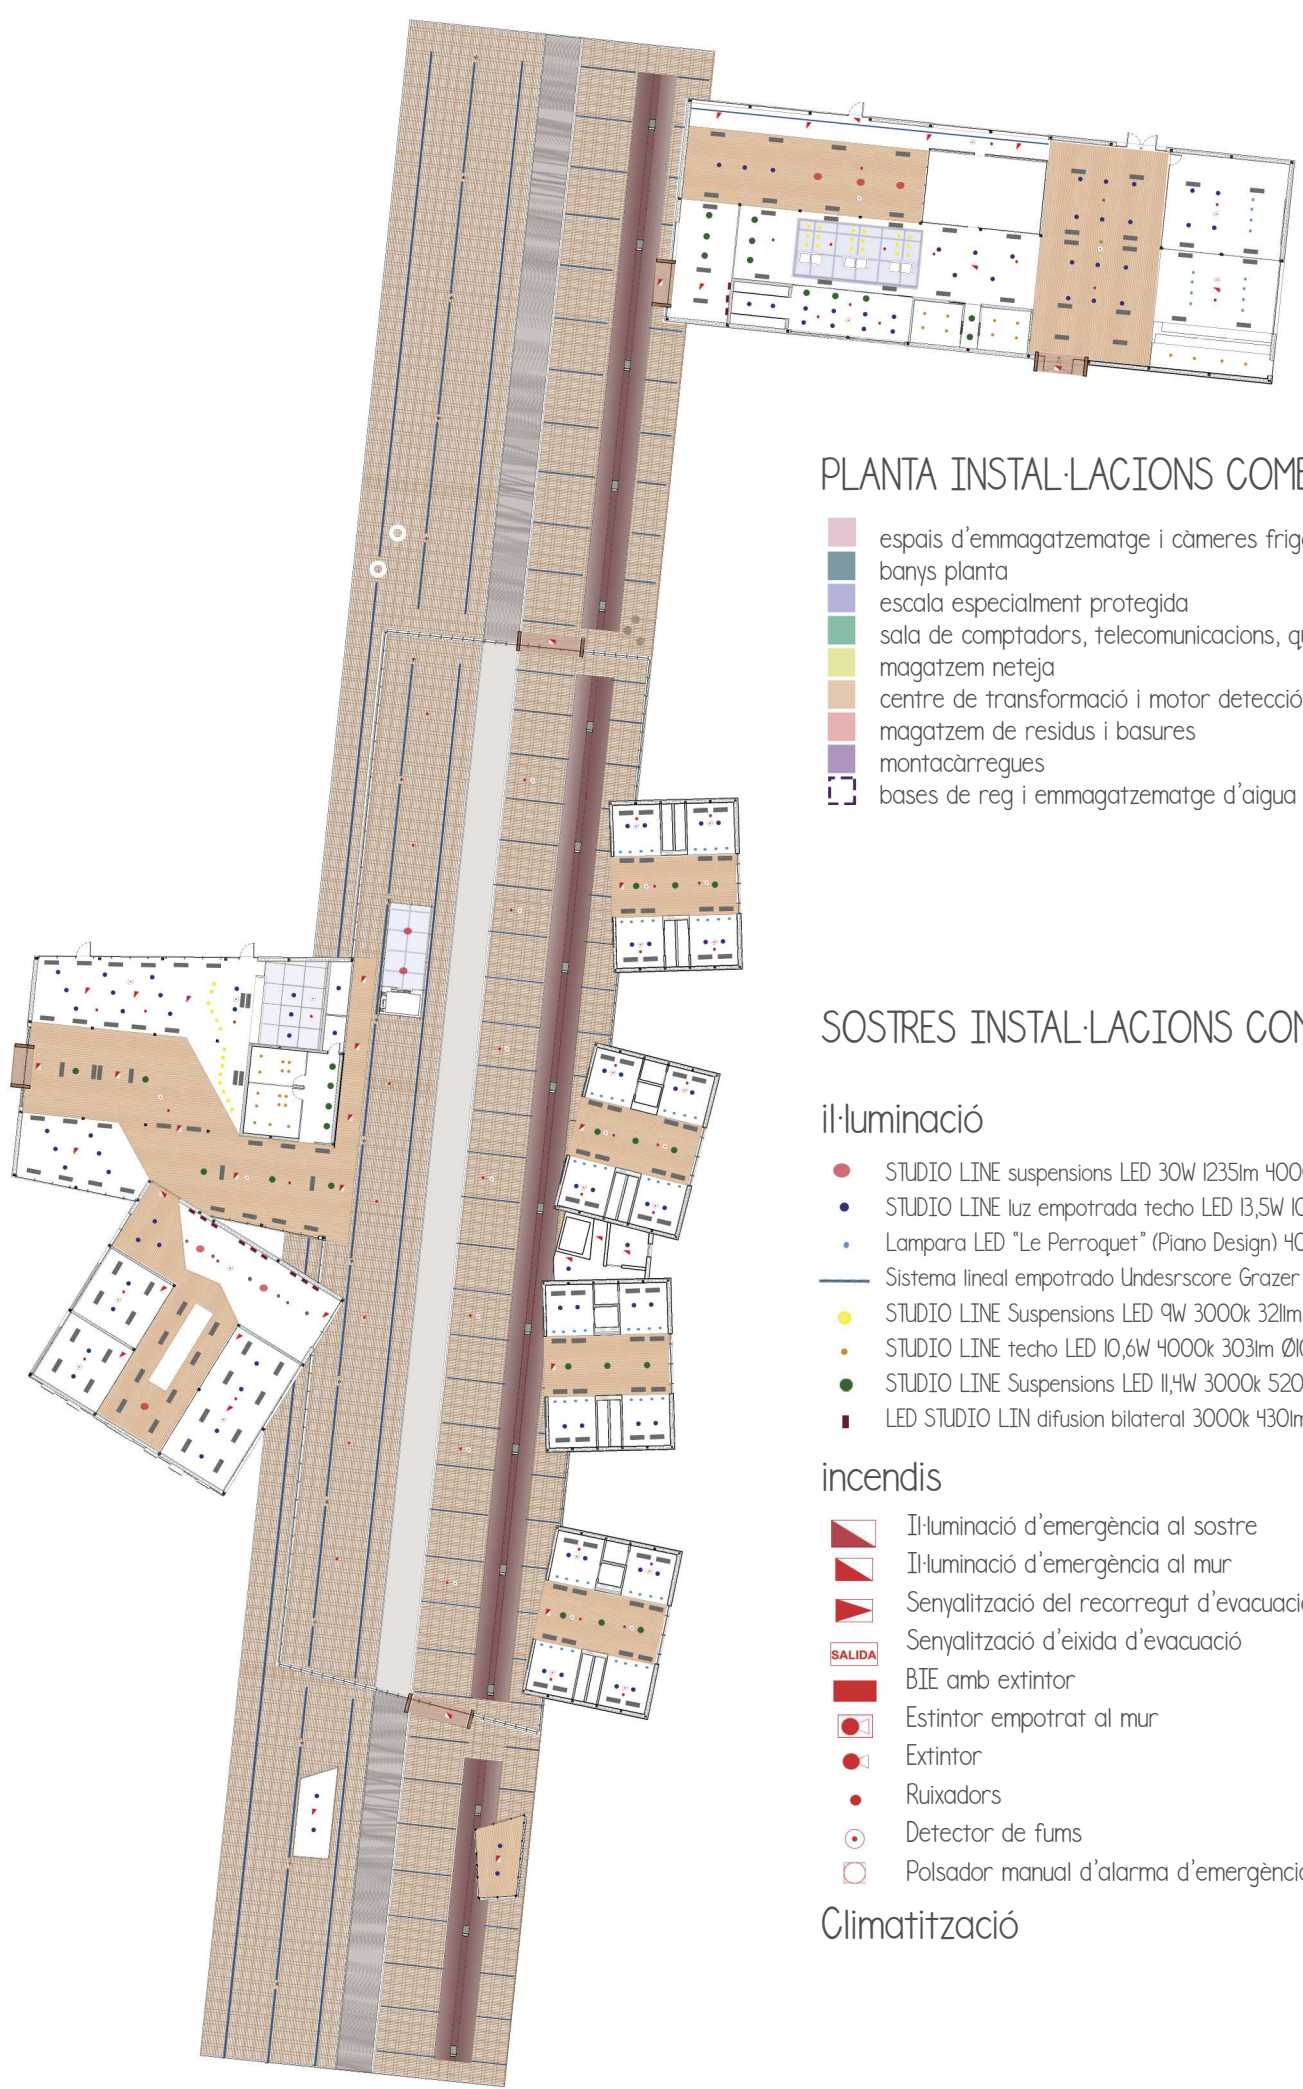 PLANTA INSTAL·LACIONS COME
espais d'emmagatzematge i càmeres frig
banys planta
escala especialment protegida
sala de comptadors, telecomunicacions, qu
magatzem neteja
centre de transformació i motor detecció
magatzem de residus i basures
montacàrregues
bases de reg i emmagatzematge d'aigua
SOSTRES INSTAL·LACIONS COM
il·luminació
STUDIO LINE suspensions LED 30W 1235lm 400
STUDIO LINE luz empotrada techo LED 13,5W 10
Lampara LED "Le Perroquet" (Piano Design) 40
Sistema lineal empotrado Undesrscore Grazer
STUDIO LINE Suspensions LED 9W 3000k 321lm
STUDIO LINE techo LED 10,6W 4000k 303lm Ø10
STUDIO LINE Suspensions LED 11,4W 3000k 520
LED STUDIO LIN difusion bilateral 3000k 430lm
incendis
Il·luminació d'emergència al sostre
Il·luminació d'emergència al mur
Senyalització del recorregut d'evacuació
SALIDA Senyalització d'eixida d'evacuació
BIE amb extintor
Estintor empotrat al mur
Extintor
Ruixadors
Detector de fums
Polsador manual d'alarma d'emergència
Climatització